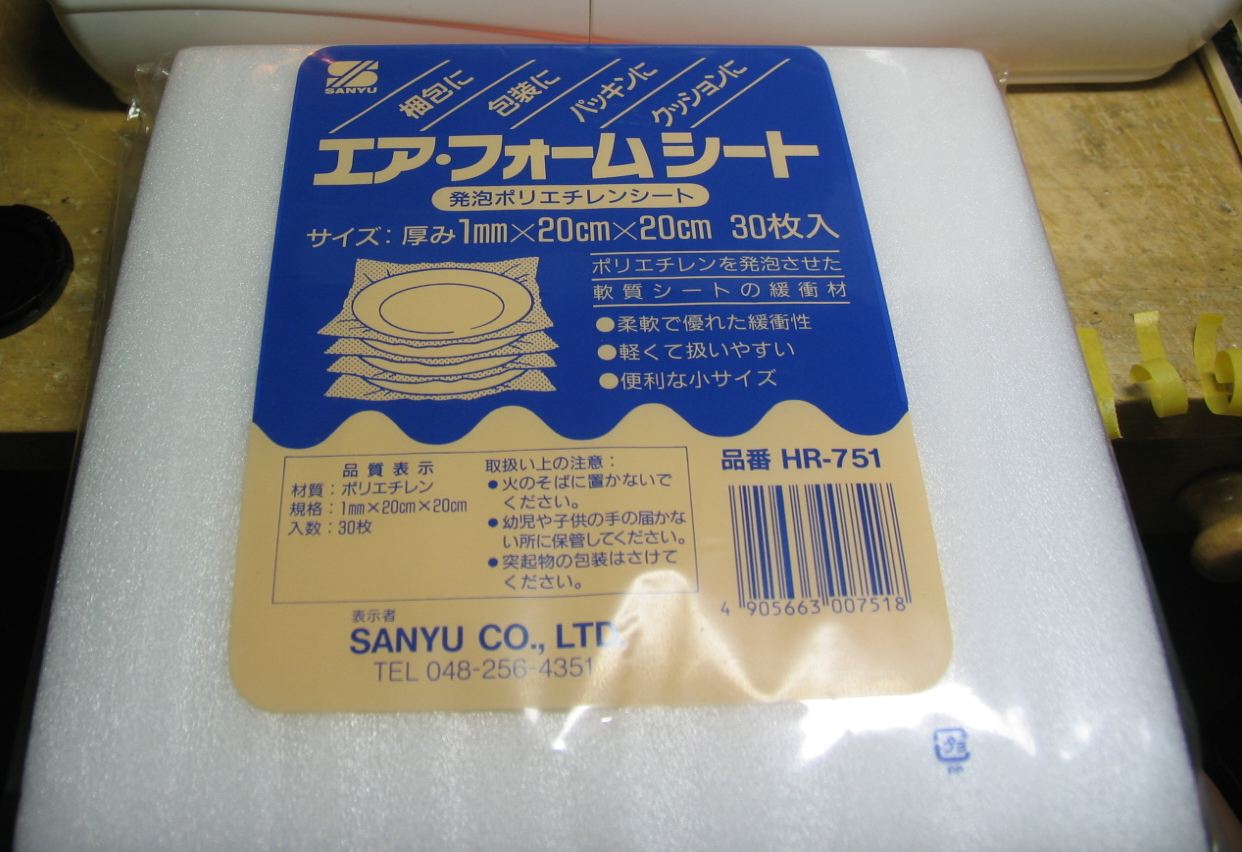 SANYU
梱包に
包装に
パッキンに
クッションに
エア・フォームシート
発泡ポリエチレンシート
サイズ：厚み1mm×20cm×20cm 30枚入
ポリエチレンを発泡させた
軟質シートの緩衝材
●柔軟で優れた緩衝性
●軽くて扱いやすい
●便利な小サイズ
品質表示
材質：ポリエチレン
規格：1mm×20cm×20cm
入数：30枚
取扱い上の注意：
●火のそばに置かないで
ください。
●幼児や子供の手の届かな
い所に保管してください。
●突起物の包装はさけて
ください。
品番 HR-751
4 905663 007518
表示者
SANYU CO., LTD.
TEL 048-256-4351
プラ
PP